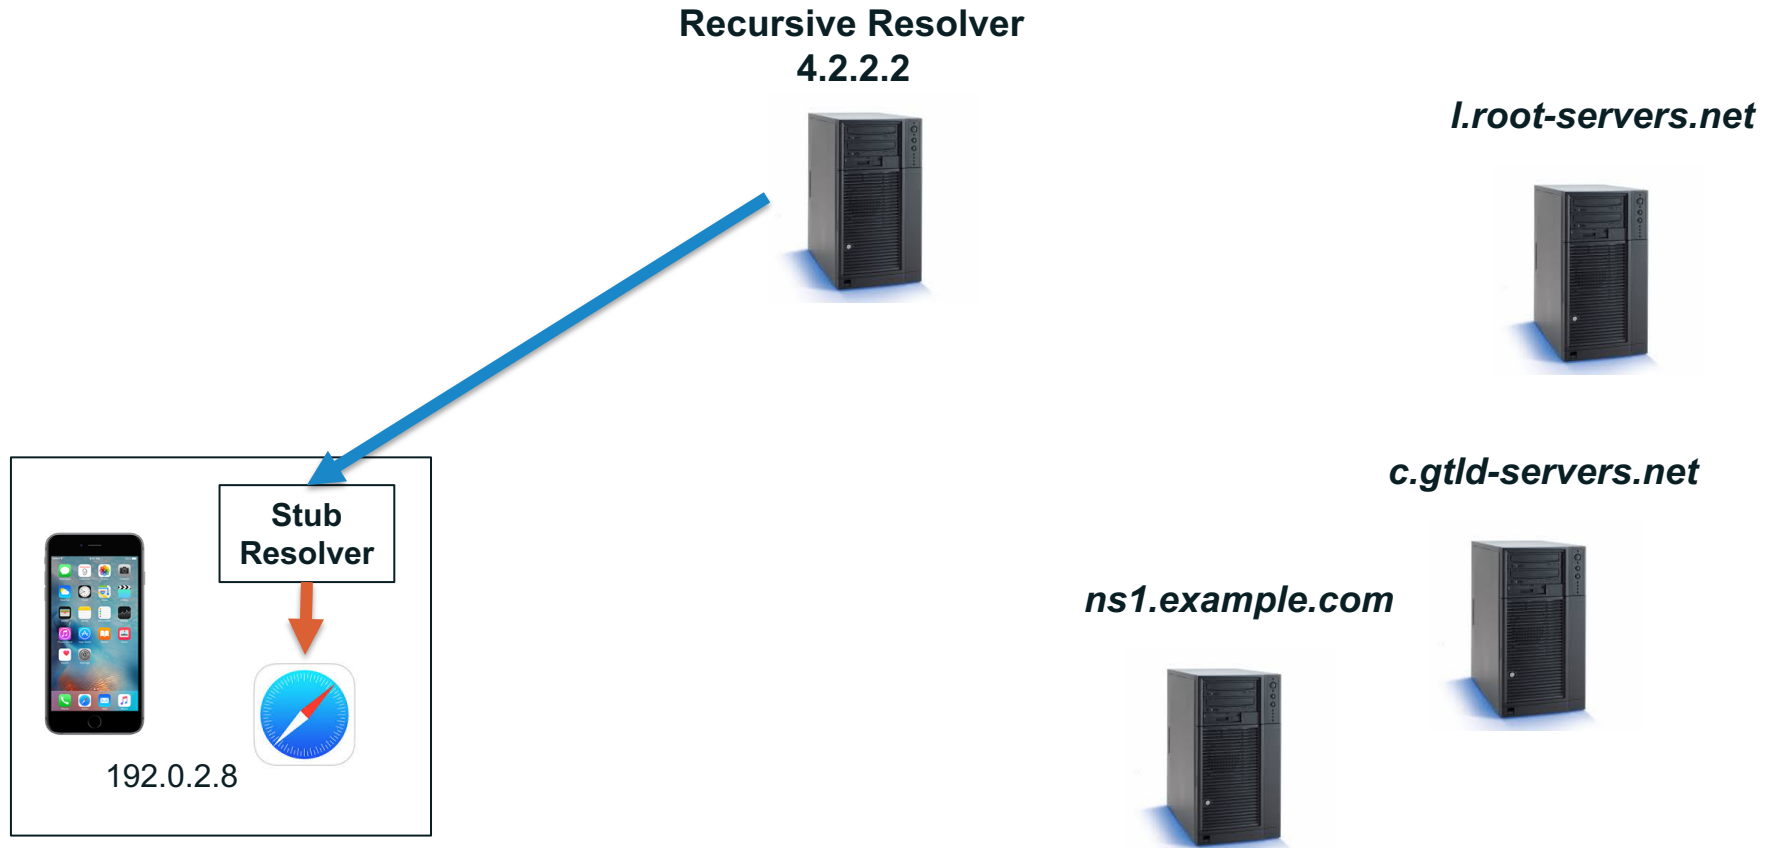 Recursive Resolver
4.2.2.2
l.root-servers.net
c.gtld-servers.net
Stub
Resolver
ns1.example.com
192.0.2.8